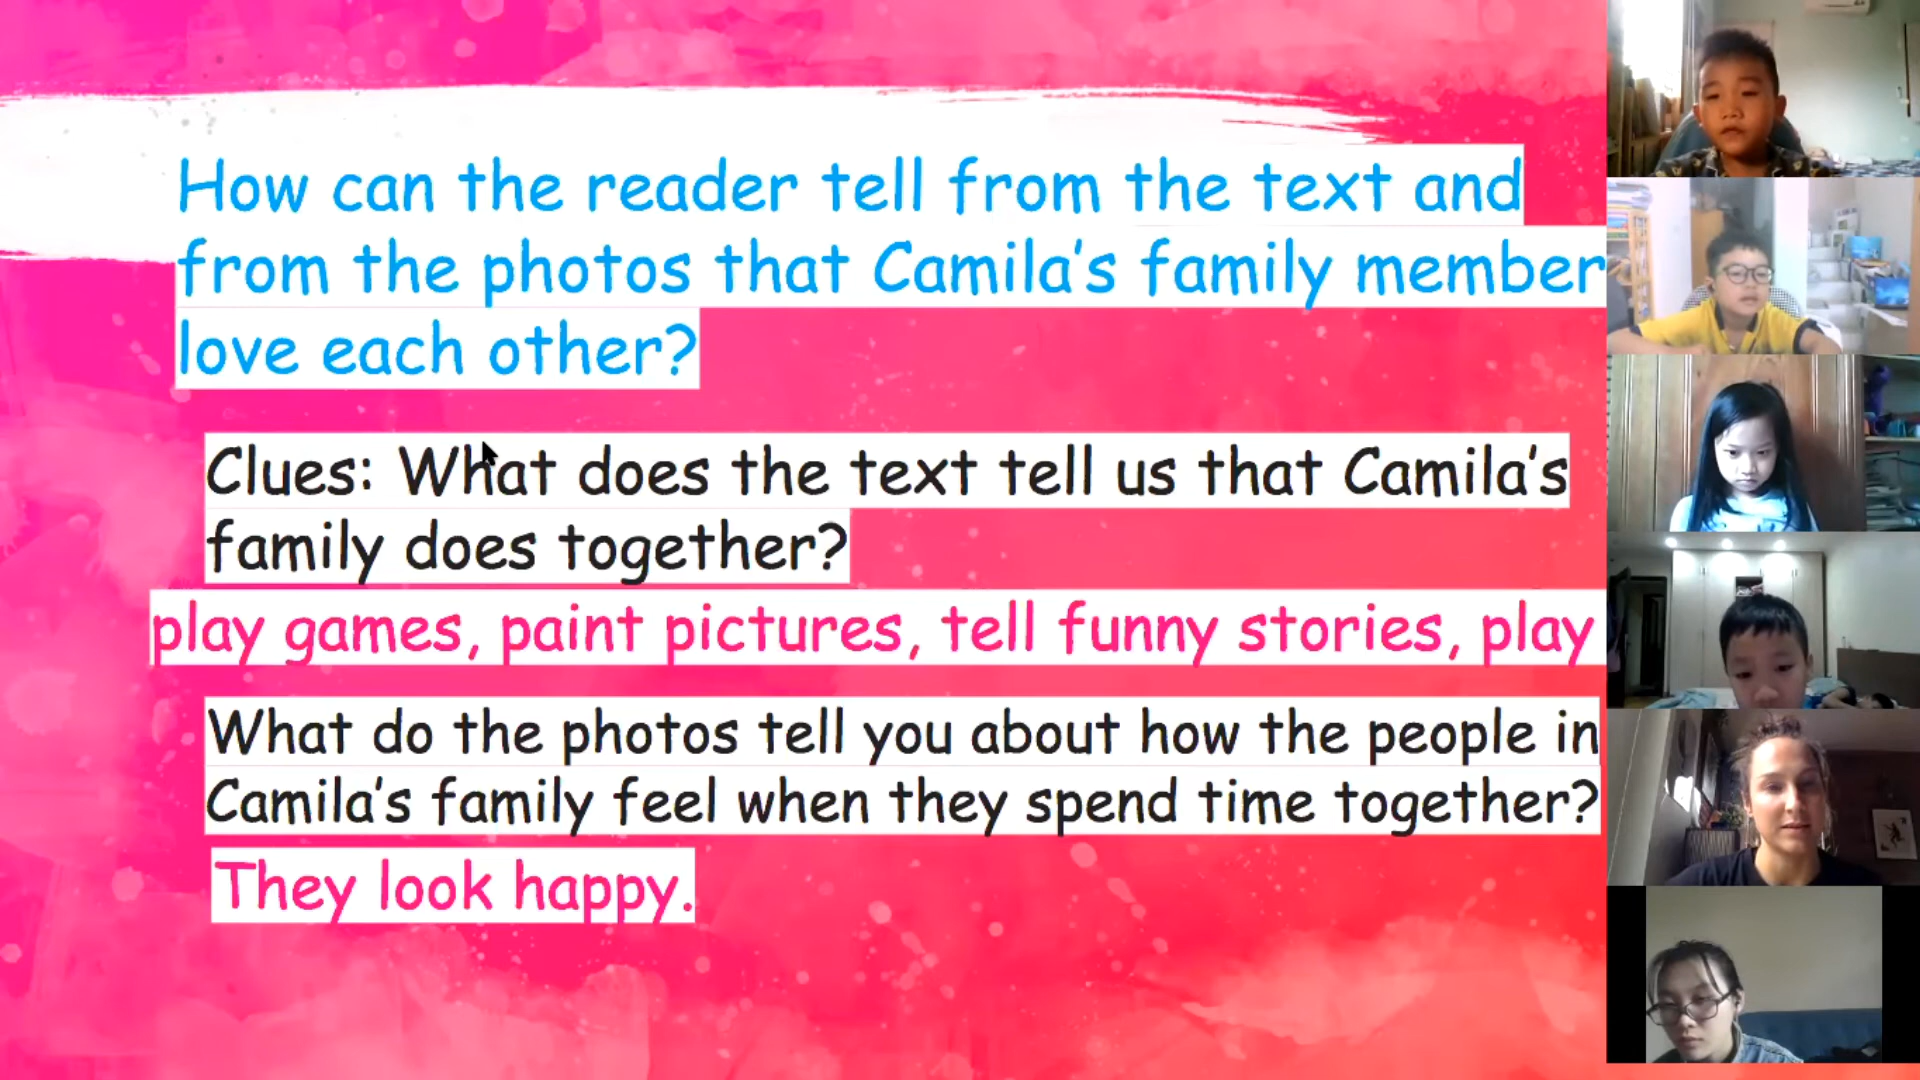 How can the reader tell from the text and
from the photos that Camila's family member
love each other?
Clues: What does the text tell us that Camila's
family does together?
play games, paint pictures, tell funny stories, play
What do the photos tell you about how the people in
Camila's family feel when they spend time together?
They look happy.